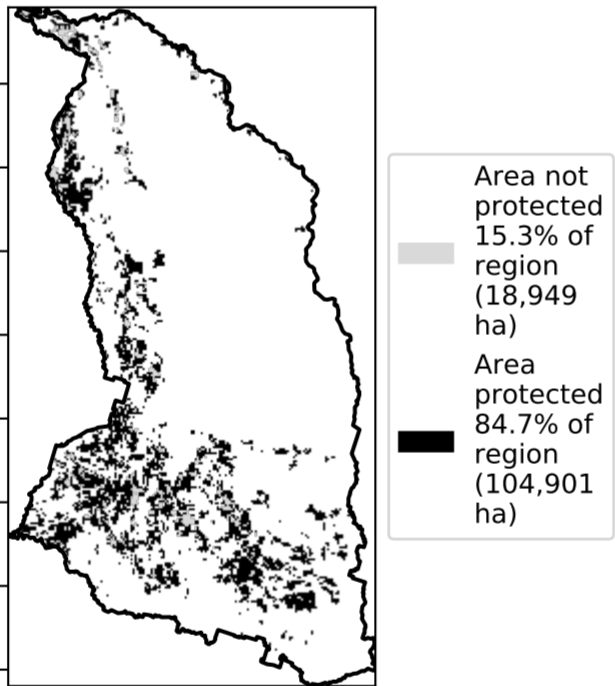 Area not
protected
15.3% of
region
(18,949
ha)
Area
protected
84.7% of
region
(104,901
ha)